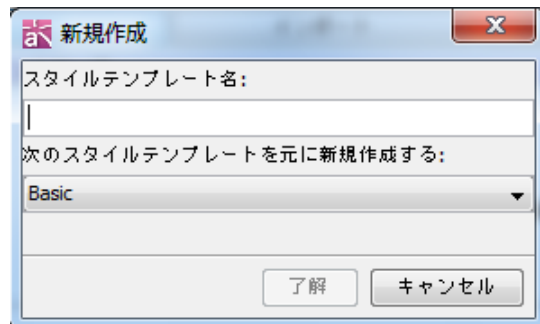 新規作成
スタイルテンプレート名:
次のスタイルテンプレートを元に新規作成する:
Basic
了解 キャンセル